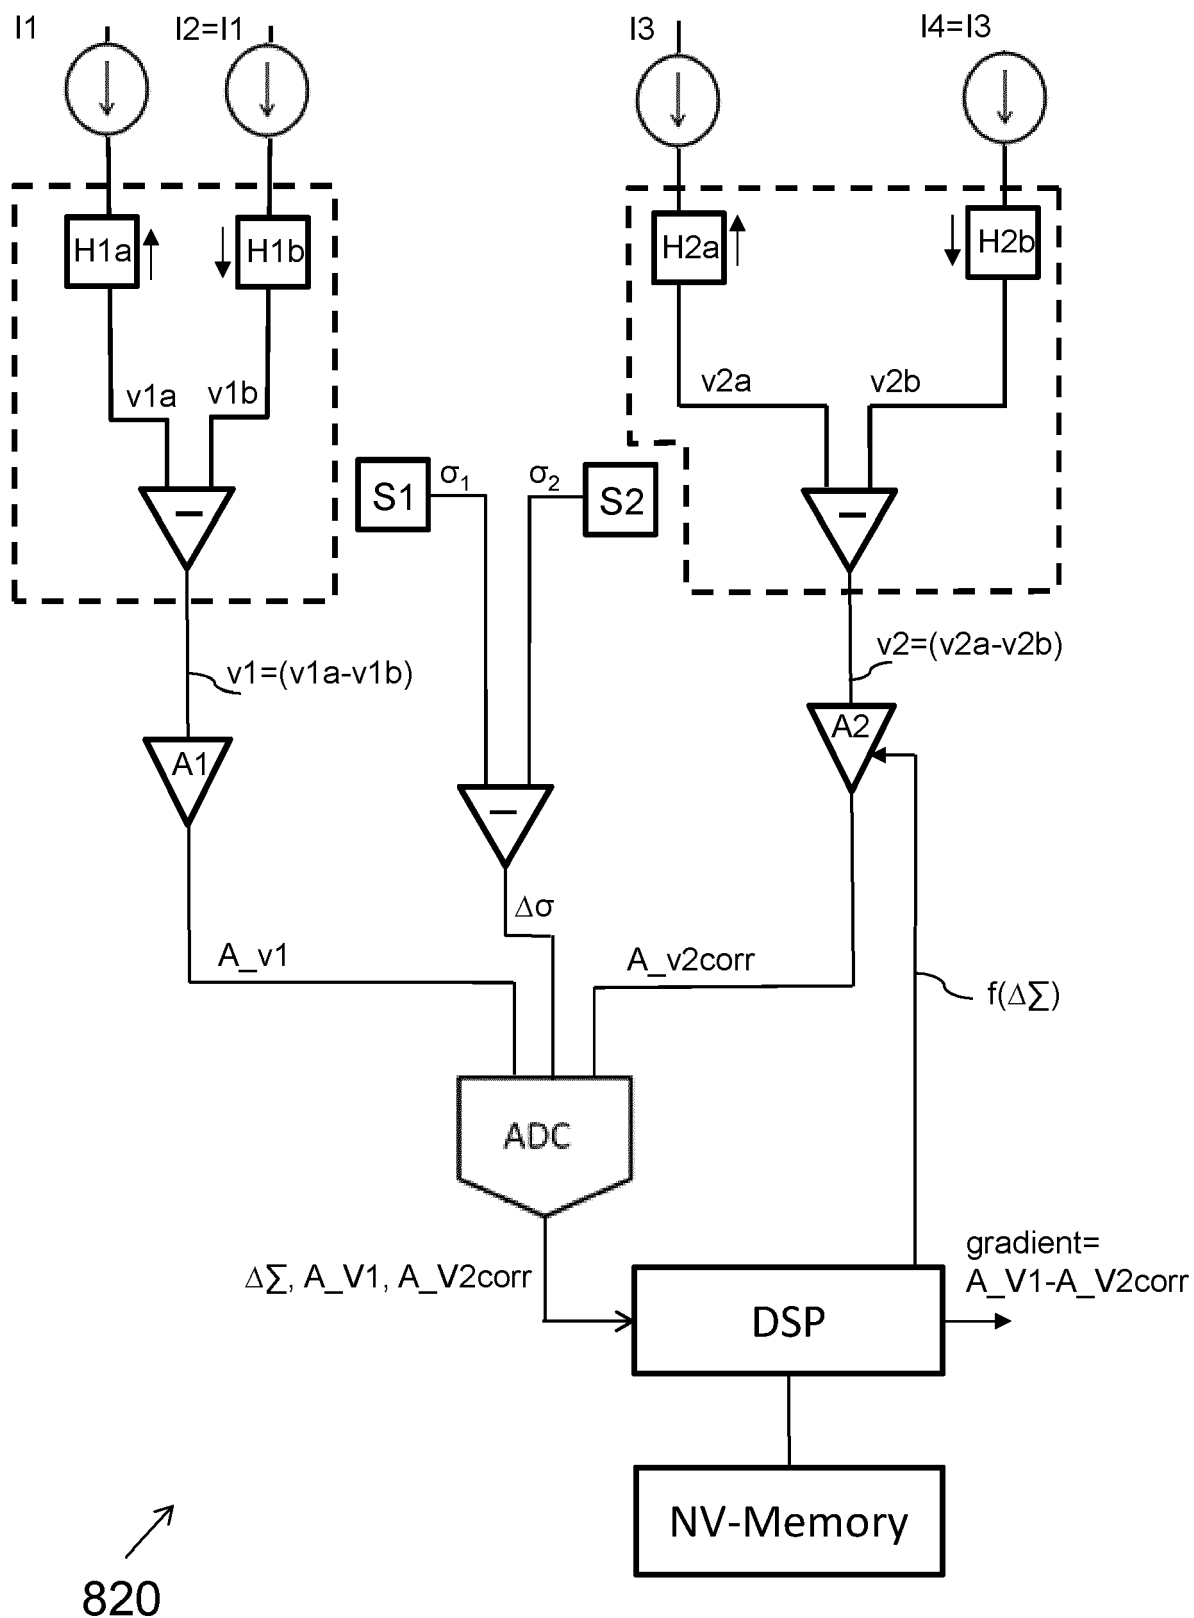 I1
I2=I1
I3
I4=I3
H1a
H1b
H2a
H2b
v1a
v1b
v2a
v2b
S1
σ1
σ2
S2
v1=(v1a-v1b)
v2=(v2a-v2b)
A1
A2
Δσ
A_v1
A_v2corr
f(Δ∑)
ADC
Δ∑, A_V1, A_V2corr
gradient=
A_V1-A_V2corr
DSP
NV-Memory
820